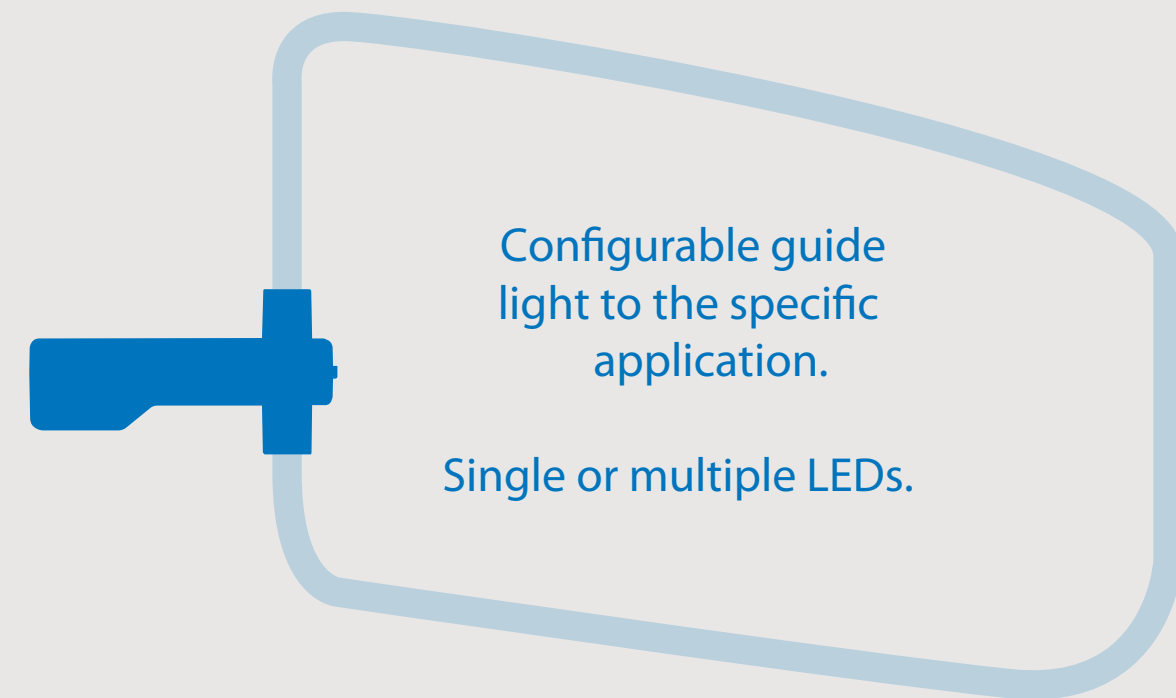 Configurable guide
light to the specific
application.
Single or multiple LEDs.